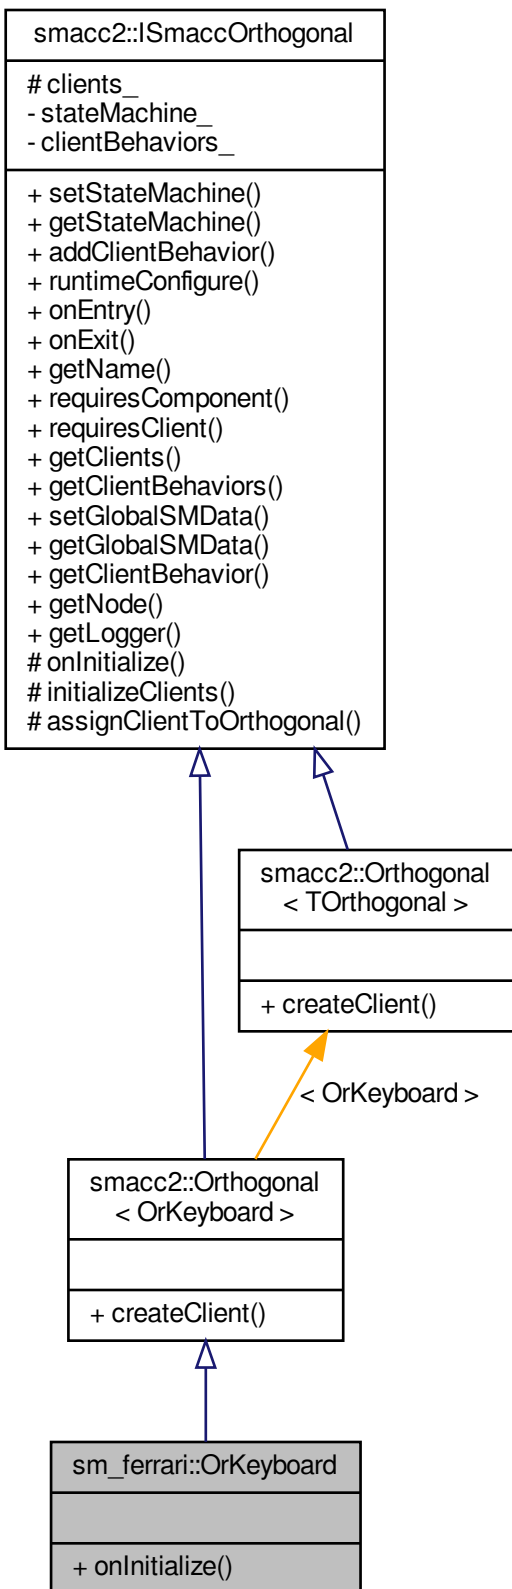 smacc2::ISmaccOrthogonal
# clients_
- stateMachine_
- clientBehaviors_
+ setStateMachine()
+ getStateMachine()
+ addClientBehavior()
+ runtimeConfigure()
+ onEntry()
+ onExit()
+ getName()
+ requiresComponent()
+ requiresClient()
+ getClients()
+ getClientBehaviors()
+ setGlobalSMData()
+ getGlobalSMData()
+ getClientBehavior()
+ getNode()
+ getLogger()
# onInitialize()
# initializeClients()
# assignClientToOrthogonal()
smacc2::Orthogonal
< TOrthogonal >
+ createClient()
< OrKeyboard >
smacc2::Orthogonal
< OrKeyboard >
+ createClient()
sm_ferrari::OrKeyboard
+ onInitialize()